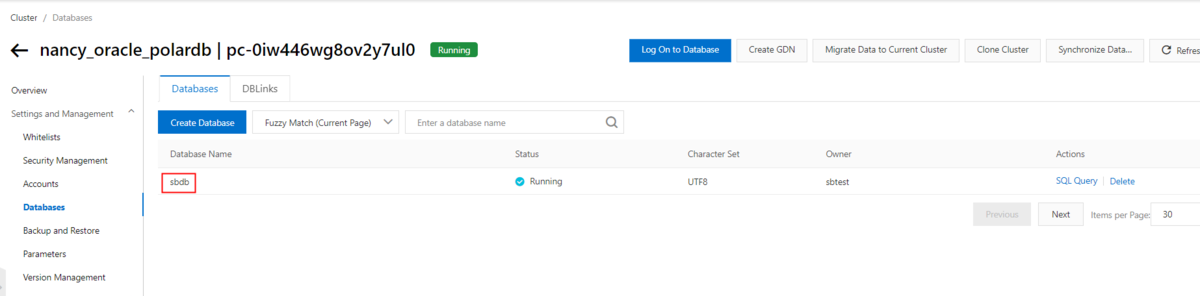 Cluster / Databases
nancy_oracle_polardb | pc-0iw446wg8ov2y7ul0 Running Log On to Database Create GDN Migrate Data to Current Cluster Clone Cluster Synchronize Data... Refres
Overview
Settings and Management
Whitelists
Security Management
Accounts
Databases
Backup and Restore
Parameters
Version Management
Databases DBLinks
Create Database Fuzzy Match (Current Page) Enter a database name
Database Name Status Character Set Owner Actions
sbdb Running UTF8 sbtest SQL Query | Delete
Previous Next Items per Page: 30